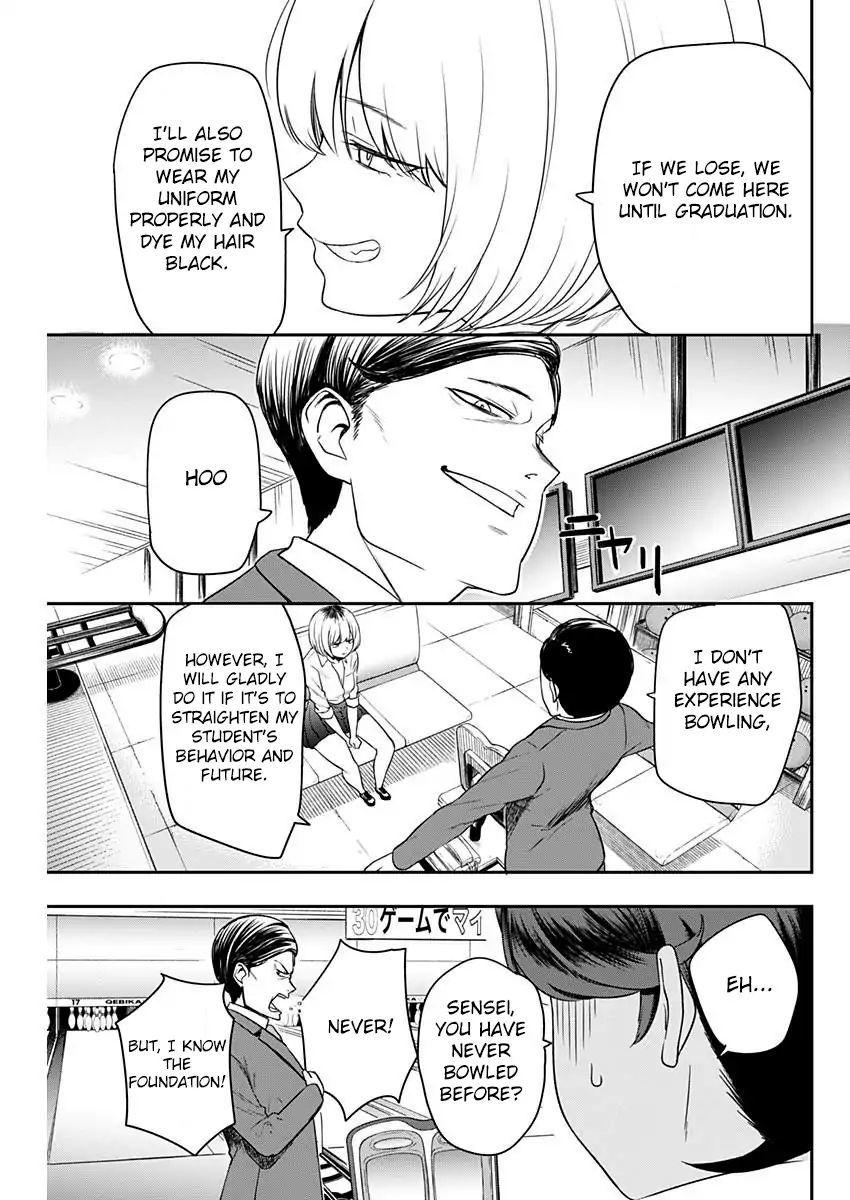 IF WE LOSE, WE
WON'T COME HERE
UNTIL GRADUATION.
I'LL ALSO
PROMISE TO
WEAR MY
UNIFORM
PROPERLY AND
DYE MY HAIR
BLACK.
HOO
ニヤリ
I DON'T
HAVE ANY
EXPERIENCE
BOWLING,
HOWEVER, I
WILL GLADLY
DO IT IF IT'S TO
STRAIGHTEN MY
STUDENT'S
BEHAVIOR AND
FUTURE.
30ゲームでマイ
EH...
SENSEI,
YOU HAVE
NEVER
BOWLED
BEFORE?
NEVER!
BUT, I KNOW
THE
FOUNDATION!
17
QEBIKA